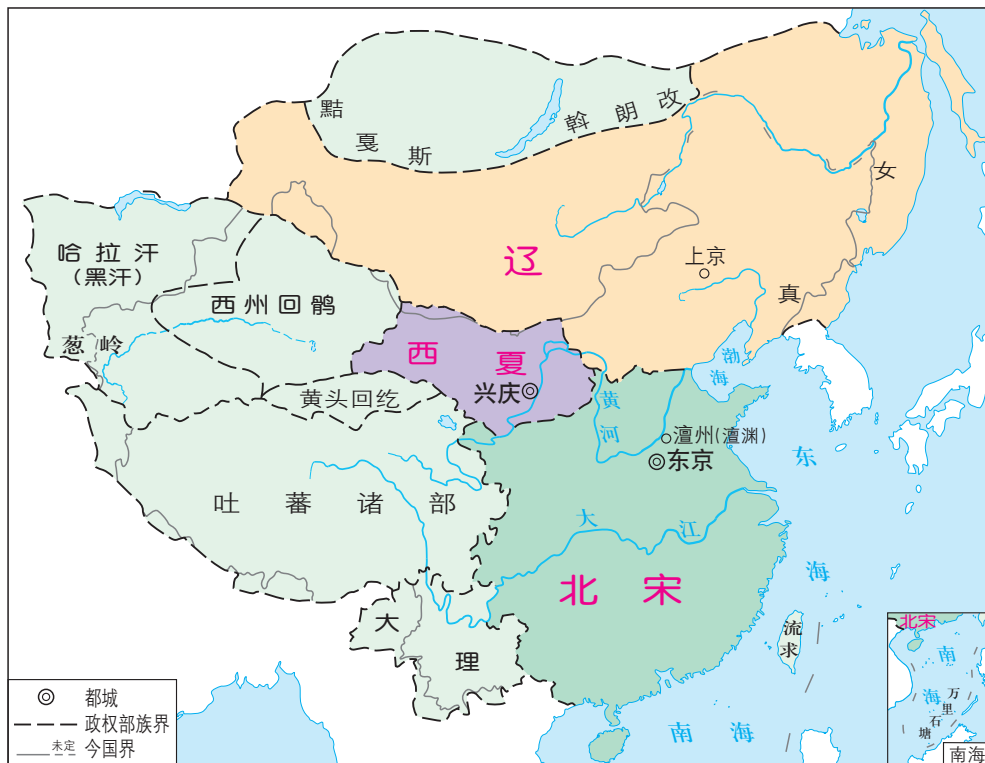 黠戛斯
斡朗改
女真
哈拉汗
(黑汗)
辽
上京
西州回鹘
葱岭
西夏
兴庆
渤海
黄头回纥
黄河
澶州(澶渊)
东京
吐蕃诸部
大江
东海
北宋
大理
流求
南海
都城
政权部族界
未定
今国界
北宋
南海
万里石塘
南海